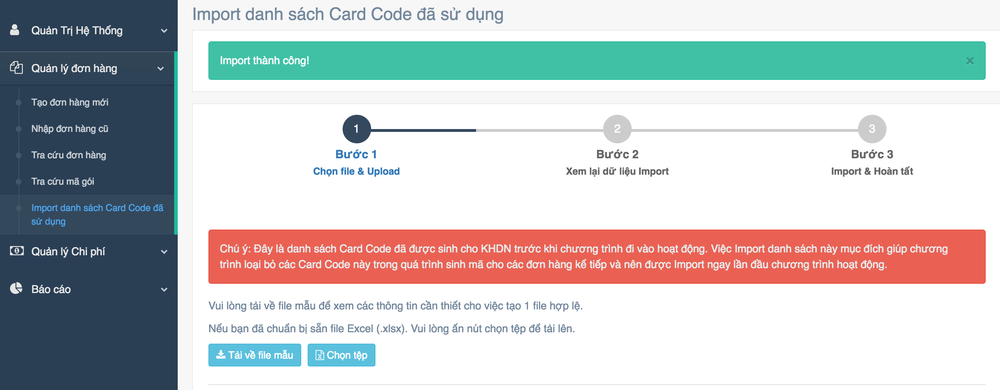 Quản Trị Hệ Thống
Quản lý đơn hàng
Tạo đơn hàng mới
Nhập đơn hàng cũ
Tra cứu đơn hàng
Tra cứu mã gói
Import danh sách Card Code đã
sử dụng
Quản lý Chi phí
Báo cáo
Import danh sách Card Code đã sử dụng
Import thành công!
×
1
2
3
Bước 1
Chọn file & Upload
Bước 2
Xem lại dữ liệu Import
Bước 3
Import & Hoàn tất
Chú ý: Đây là danh sách Card Code đã được sinh cho KHDN trước khi chương trình đi vào hoạt động. Việc Import danh sách này mục đích giúp chương
trình loại bỏ các Card Code này trong quá trình sinh mã cho các đơn hàng kế tiếp và nên được Import ngay lần đầu chương trình hoạt động.
Vui lòng tải về file mẫu để xem các thông tin cần thiết cho việc tạo 1 file hợp lệ.
Nếu bạn đã chuẩn bị sẵn file Excel (.xlsx). Vui lòng ấn nút chọn tệp để tải lên.
Tải về file mẫu
Chọn tệp